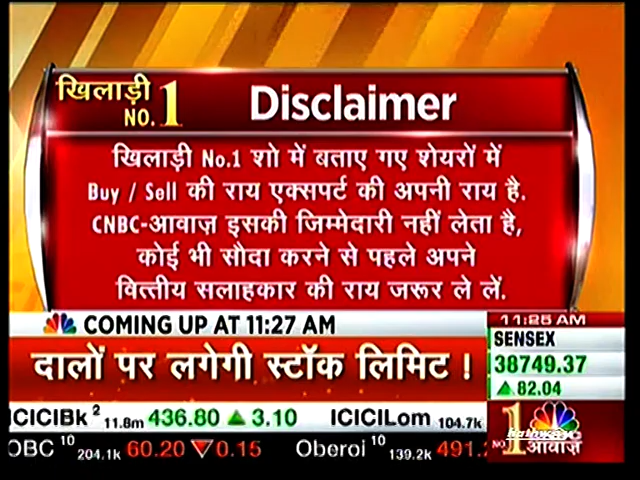 खिलाड़ी
NO. 1
Disclaimer
खिलाड़ी No.1 शो में बताए गए शेयरों में
Buy / Sell की राय एक्सपर्ट की अपनी राय है.
CNBC-आवाज़ इसकी जिम्मेदारी नहीं लेता है,
कोई भी सौदा करने से पहले अपने
वित्तीय सलाहकार की राय जरूर ले लें.
COMING UP AT 11:27 AM
दालों पर लगेगी स्टॉक लिमिट !
11:25 AM
SENSEX
38749.37
▲ 82.04
ICICIBk 2 11.8m 436.80 ▲ 3.10 ICICILom 104.7k
OBC 10 204.1k 60.20 ▼ 0.15 Oberoi 10 139.2k 491.
NO. 1
आवाज़